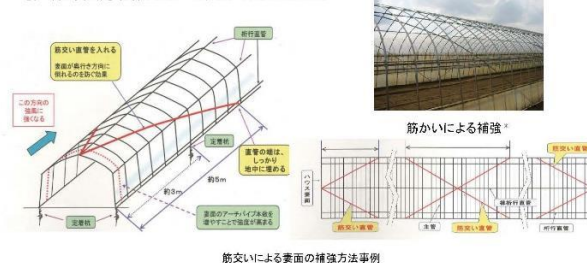 桁行直管
筋交い直管を入れる
妻面が奥行き方向に
倒れるのを防ぐ効果
この方向の
強風に
強くなる
定着杭
直管の端は、
しっかり
地中に埋める
約5m
約3m
定着杭
妻面のアーチパイプ本数を
増やすことで強度が高まる
筋かいによる補強
筋交い直管
ハウス妻面
筋交い直管
主管
筋交い直管
桁行直管
筋交いによる妻面の補強方法事例